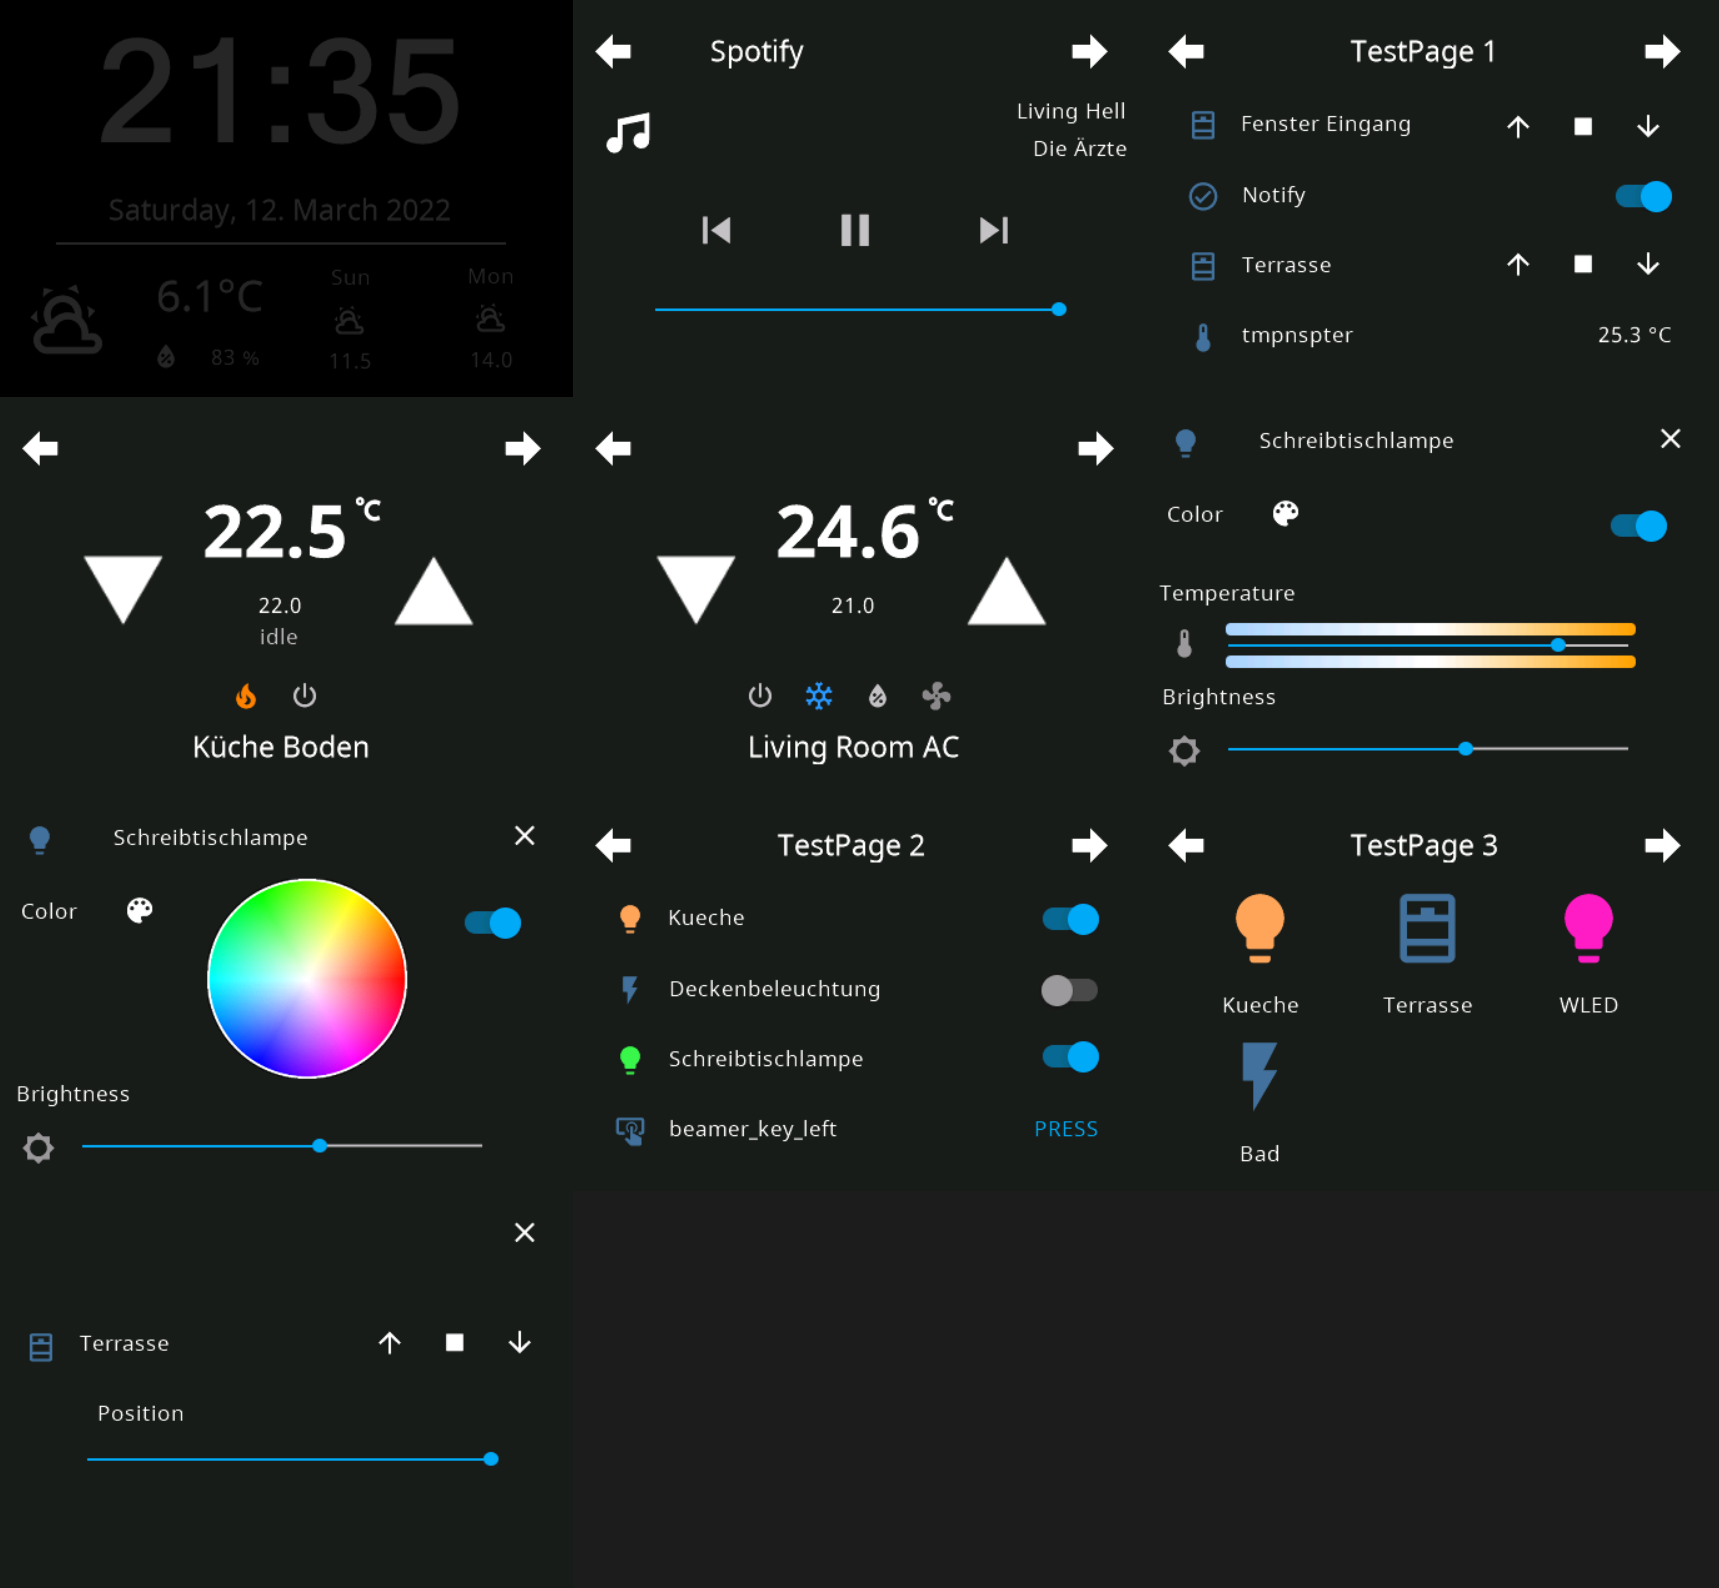 21:35
Saturday, 12. March 2022
6.1°C
83 %
Sun
11.5
Mon
14.0
Spotify
Living Hell
Die Ärzte
TestPage 1
Fenster Eingang
Notify
Terrasse
tmpnspter 25.3 °C
22.5 °C
22.0
idle
Küche Boden
24.6 °C
21.0
Living Room AC
Schreibtischlampe
Color
Temperature
Brightness
Schreibtischlampe
Color
Brightness
TestPage 2
Kueche
Deckenbeleuchtung
Schreibtischlampe
beamer_key_left PRESS
TestPage 3
Kueche Terrasse WLED
Bad
Terrasse
Position